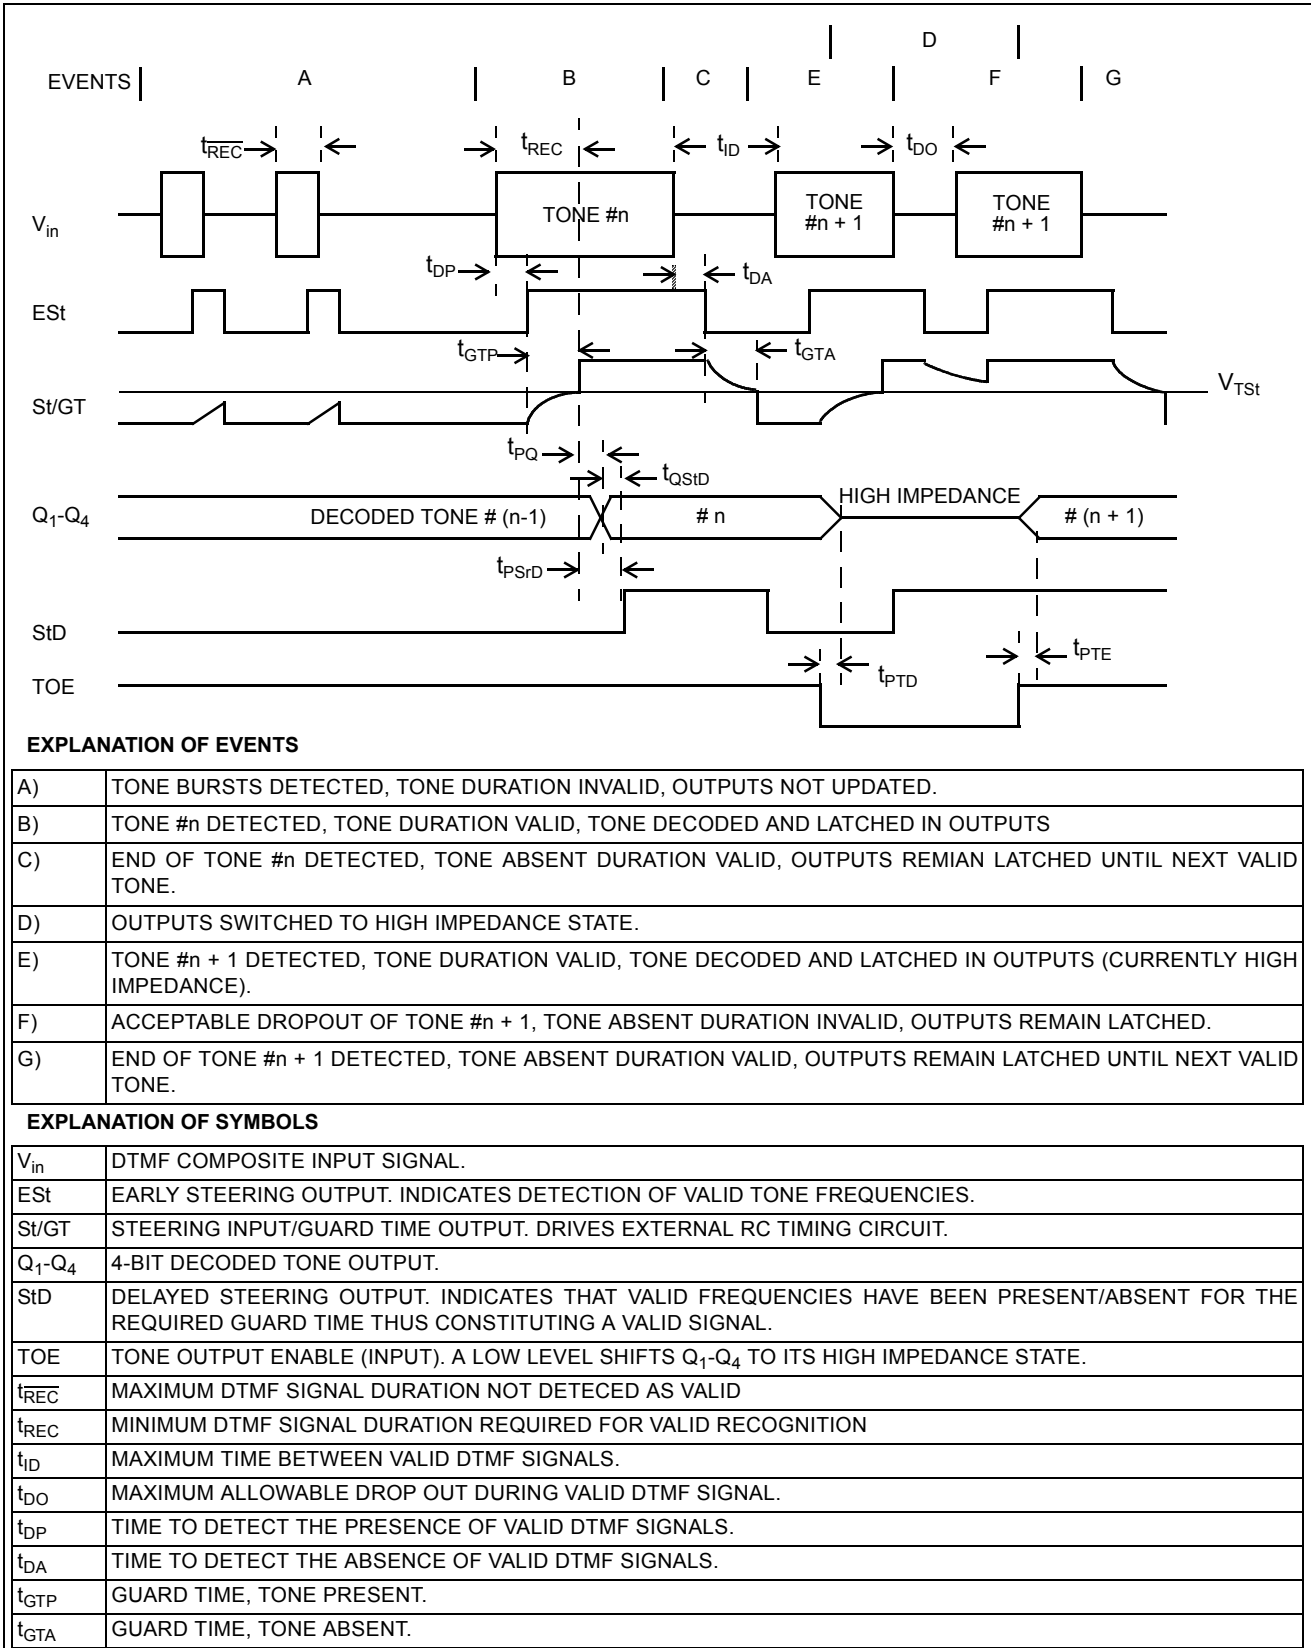 D
EVENTS A B C E F G
tREC tREC tID tDO
Vin TONE #n TONE #n + 1 TONE #n + 1
tDP tDA
ESt
tGTP tGTA
St/GT VTSt
tPQ tQStD
Q1-Q4 DECODED TONE # (n-1) # n HIGH IMPEDANCE # (n + 1)
tPSrD
StD
tPTD tPTE
TOE
EXPLANATION OF EVENTS
A) TONE BURSTS DETECTED, TONE DURATION INVALID, OUTPUTS NOT UPDATED.
B) TONE #n DETECTED, TONE DURATION VALID, TONE DECODED AND LATCHED IN OUTPUTS
C) END OF TONE #n DETECTED, TONE ABSENT DURATION VALID, OUTPUTS REMIAN LATCHED UNTIL NEXT VALID
TONE.
D) OUTPUTS SWITCHED TO HIGH IMPEDANCE STATE.
E) TONE #n + 1 DETECTED, TONE DURATION VALID, TONE DECODED AND LATCHED IN OUTPUTS (CURRENTLY HIGH
IMPEDANCE).
F) ACCEPTABLE DROPOUT OF TONE #n + 1, TONE ABSENT DURATION INVALID, OUTPUTS REMAIN LATCHED.
G) END OF TONE #n + 1 DETECTED, TONE ABSENT DURATION VALID, OUTPUTS REMAIN LATCHED UNTIL NEXT VALID
TONE.
EXPLANATION OF SYMBOLS
Vin DTMF COMPOSITE INPUT SIGNAL.
ESt EARLY STEERING OUTPUT. INDICATES DETECTION OF VALID TONE FREQUENCIES.
St/GT STEERING INPUT/GUARD TIME OUTPUT. DRIVES EXTERNAL RC TIMING CIRCUIT.
Q1-Q4 4-BIT DECODED TONE OUTPUT.
StD DELAYED STEERING OUTPUT. INDICATES THAT VALID FREQUENCIES HAVE BEEN PRESENT/ABSENT FOR THE
REQUIRED GUARD TIME THUS CONSTITUTING A VALID SIGNAL.
TOE TONE OUTPUT ENABLE (INPUT). A LOW LEVEL SHIFTS Q1-Q4 TO ITS HIGH IMPEDANCE STATE.
tREC MAXIMUM DTMF SIGNAL DURATION NOT DETECED AS VALID
tREC MINIMUM DTMF SIGNAL DURATION REQUIRED FOR VALID RECOGNITION
tID MAXIMUM TIME BETWEEN VALID DTMF SIGNALS.
tDO MAXIMUM ALLOWABLE DROP OUT DURING VALID DTMF SIGNAL.
tDP TIME TO DETECT THE PRESENCE OF VALID DTMF SIGNALS.
tDA TIME TO DETECT THE ABSENCE OF VALID DTMF SIGNALS.
tGTP GUARD TIME, TONE PRESENT.
tGTA GUARD TIME, TONE ABSENT.